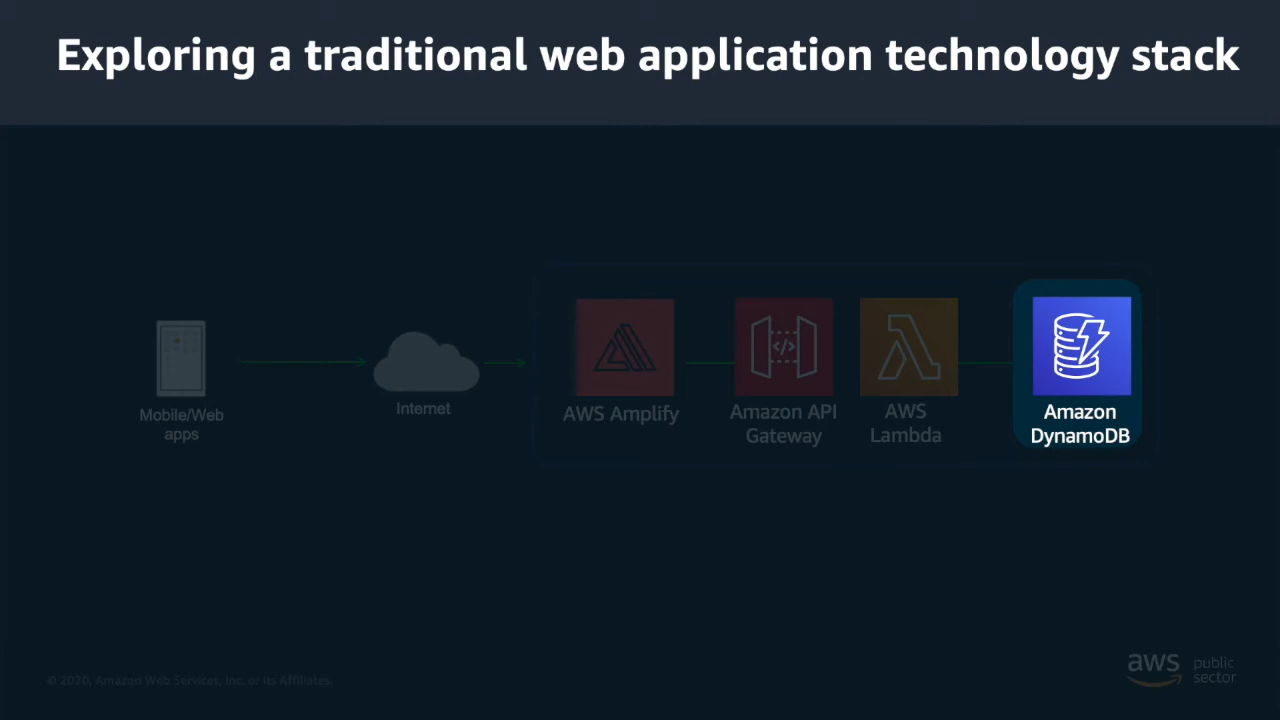 Exploring a traditional web application technology stack
Mobile/Web
apps
Internet
AWS Amplify
</>
Amazon API
Gateway
AWS
Lambda
Amazon
DynamoDB
© 2020, Amazon Web Services, Inc. or its Affiliates.
aws
public
sector